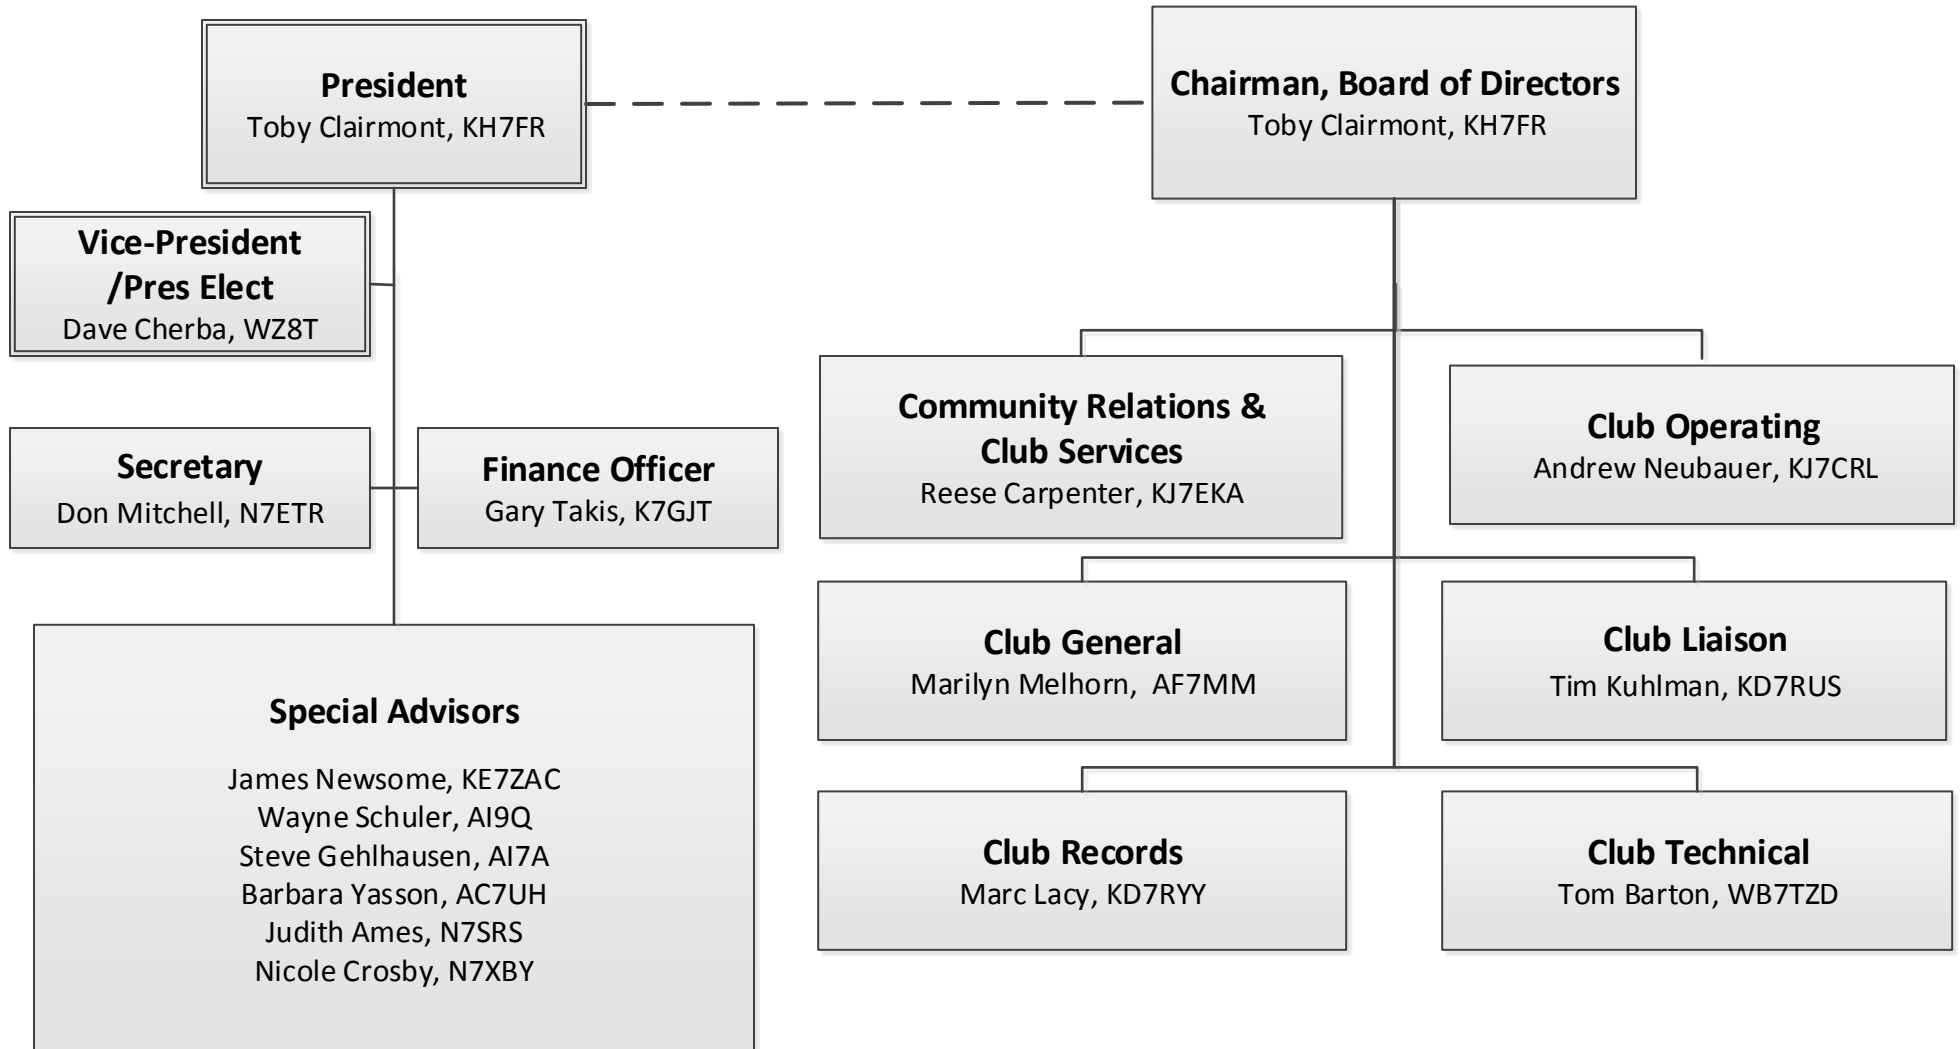 President
Toby Clairmont, KH7FR
Chairman, Board of Directors
Toby Clairmont, KH7FR
Vice-President
/Pres Elect
Dave Cherba, WZ8T
Secretary
Don Mitchell, N7ETR
Finance Officer
Gary Takis, K7GJT
Special Advisors
James Newsome, KE7ZAC
Wayne Schuler, AI9Q
Steve Gehlhausen, AI7A
Barbara Yasson, AC7UH
Judith Ames, N7SRS
Nicole Crosby, N7XBY
Community Relations &
Club Services
Reese Carpenter, KJ7EKA
Club Operating
Andrew Neubauer, KJ7CRL
Club General
Marilyn Melhorn, AF7MM
Club Liaison
Tim Kuhlman, KD7RUS
Club Records
Marc Lacy, KD7RYY
Club Technical
Tom Barton, WB7TZD